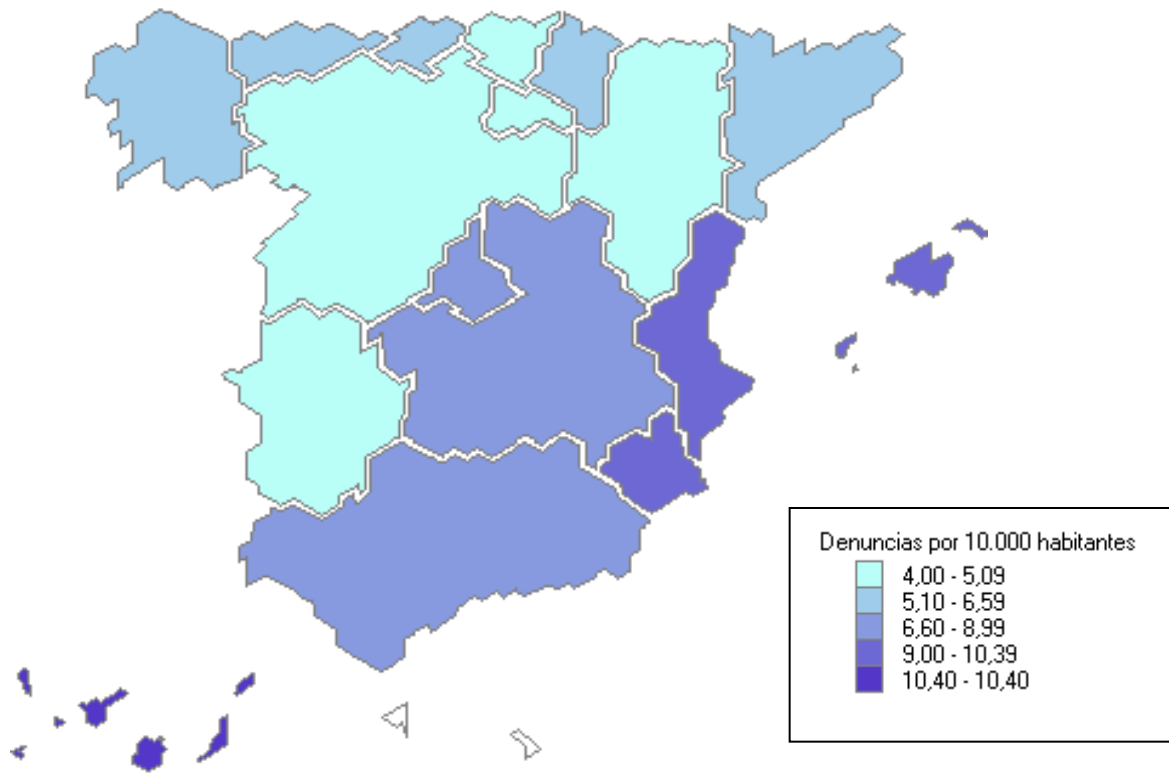 Denuncias por 10.000 habitantes
4,00 - 5,09
5,10 - 6,59
6,60 - 8,99
9,00 - 10,39
10,40 - 10,40